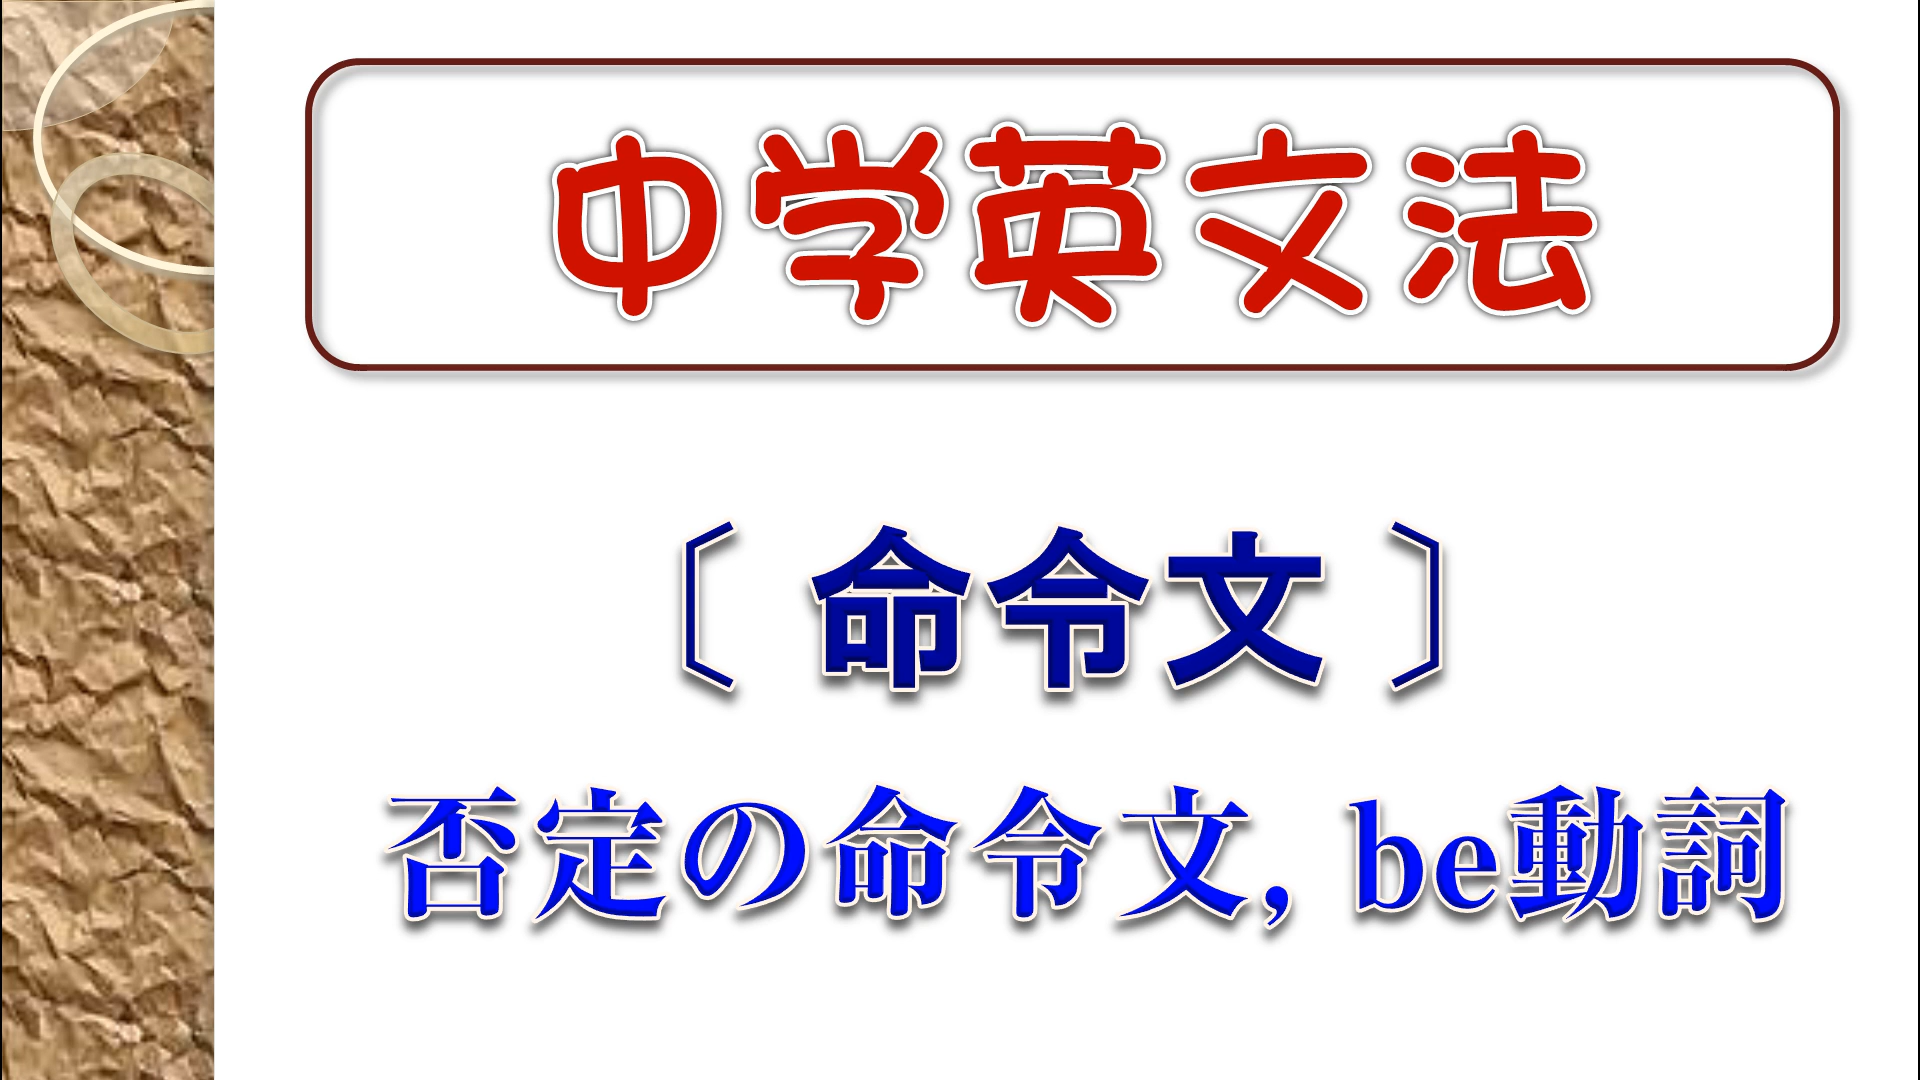 中学英文法
〔 命令文 〕
否定の命令文, be動詞